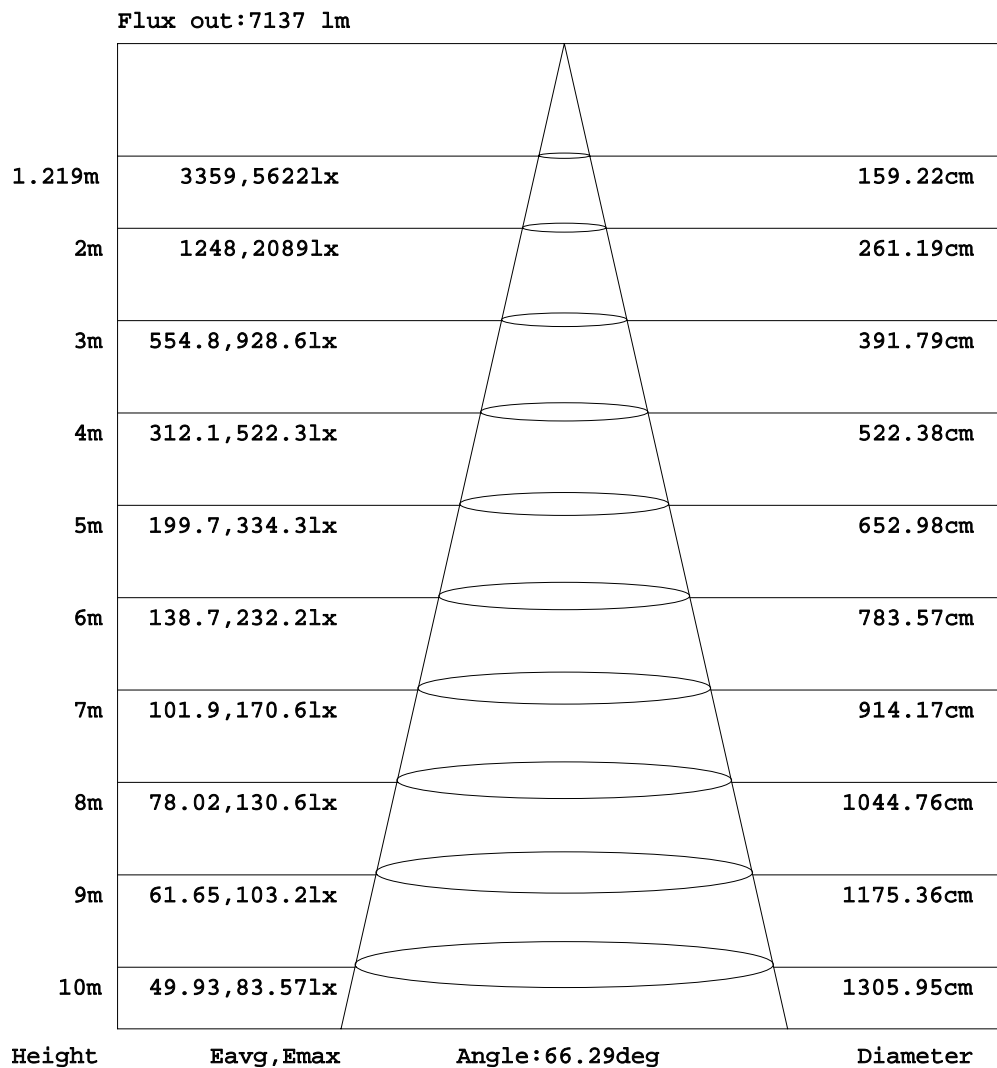 Flux out:7137 lm
1.219m 3359,5622lx 159.22cm
2m 1248,2089lx 261.19cm
3m 554.8,928.6lx 391.79cm
4m 312.1,522.3lx 522.38cm
5m 199.7,334.3lx 652.98cm
6m 138.7,232.2lx 783.57cm
7m 101.9,170.6lx 914.17cm
8m 78.02,130.6lx 1044.76cm
9m 61.65,103.2lx 1175.36cm
10m 49.93,83.57lx 1305.95cm
Height Eavg,Emax Angle:66.29deg Diameter